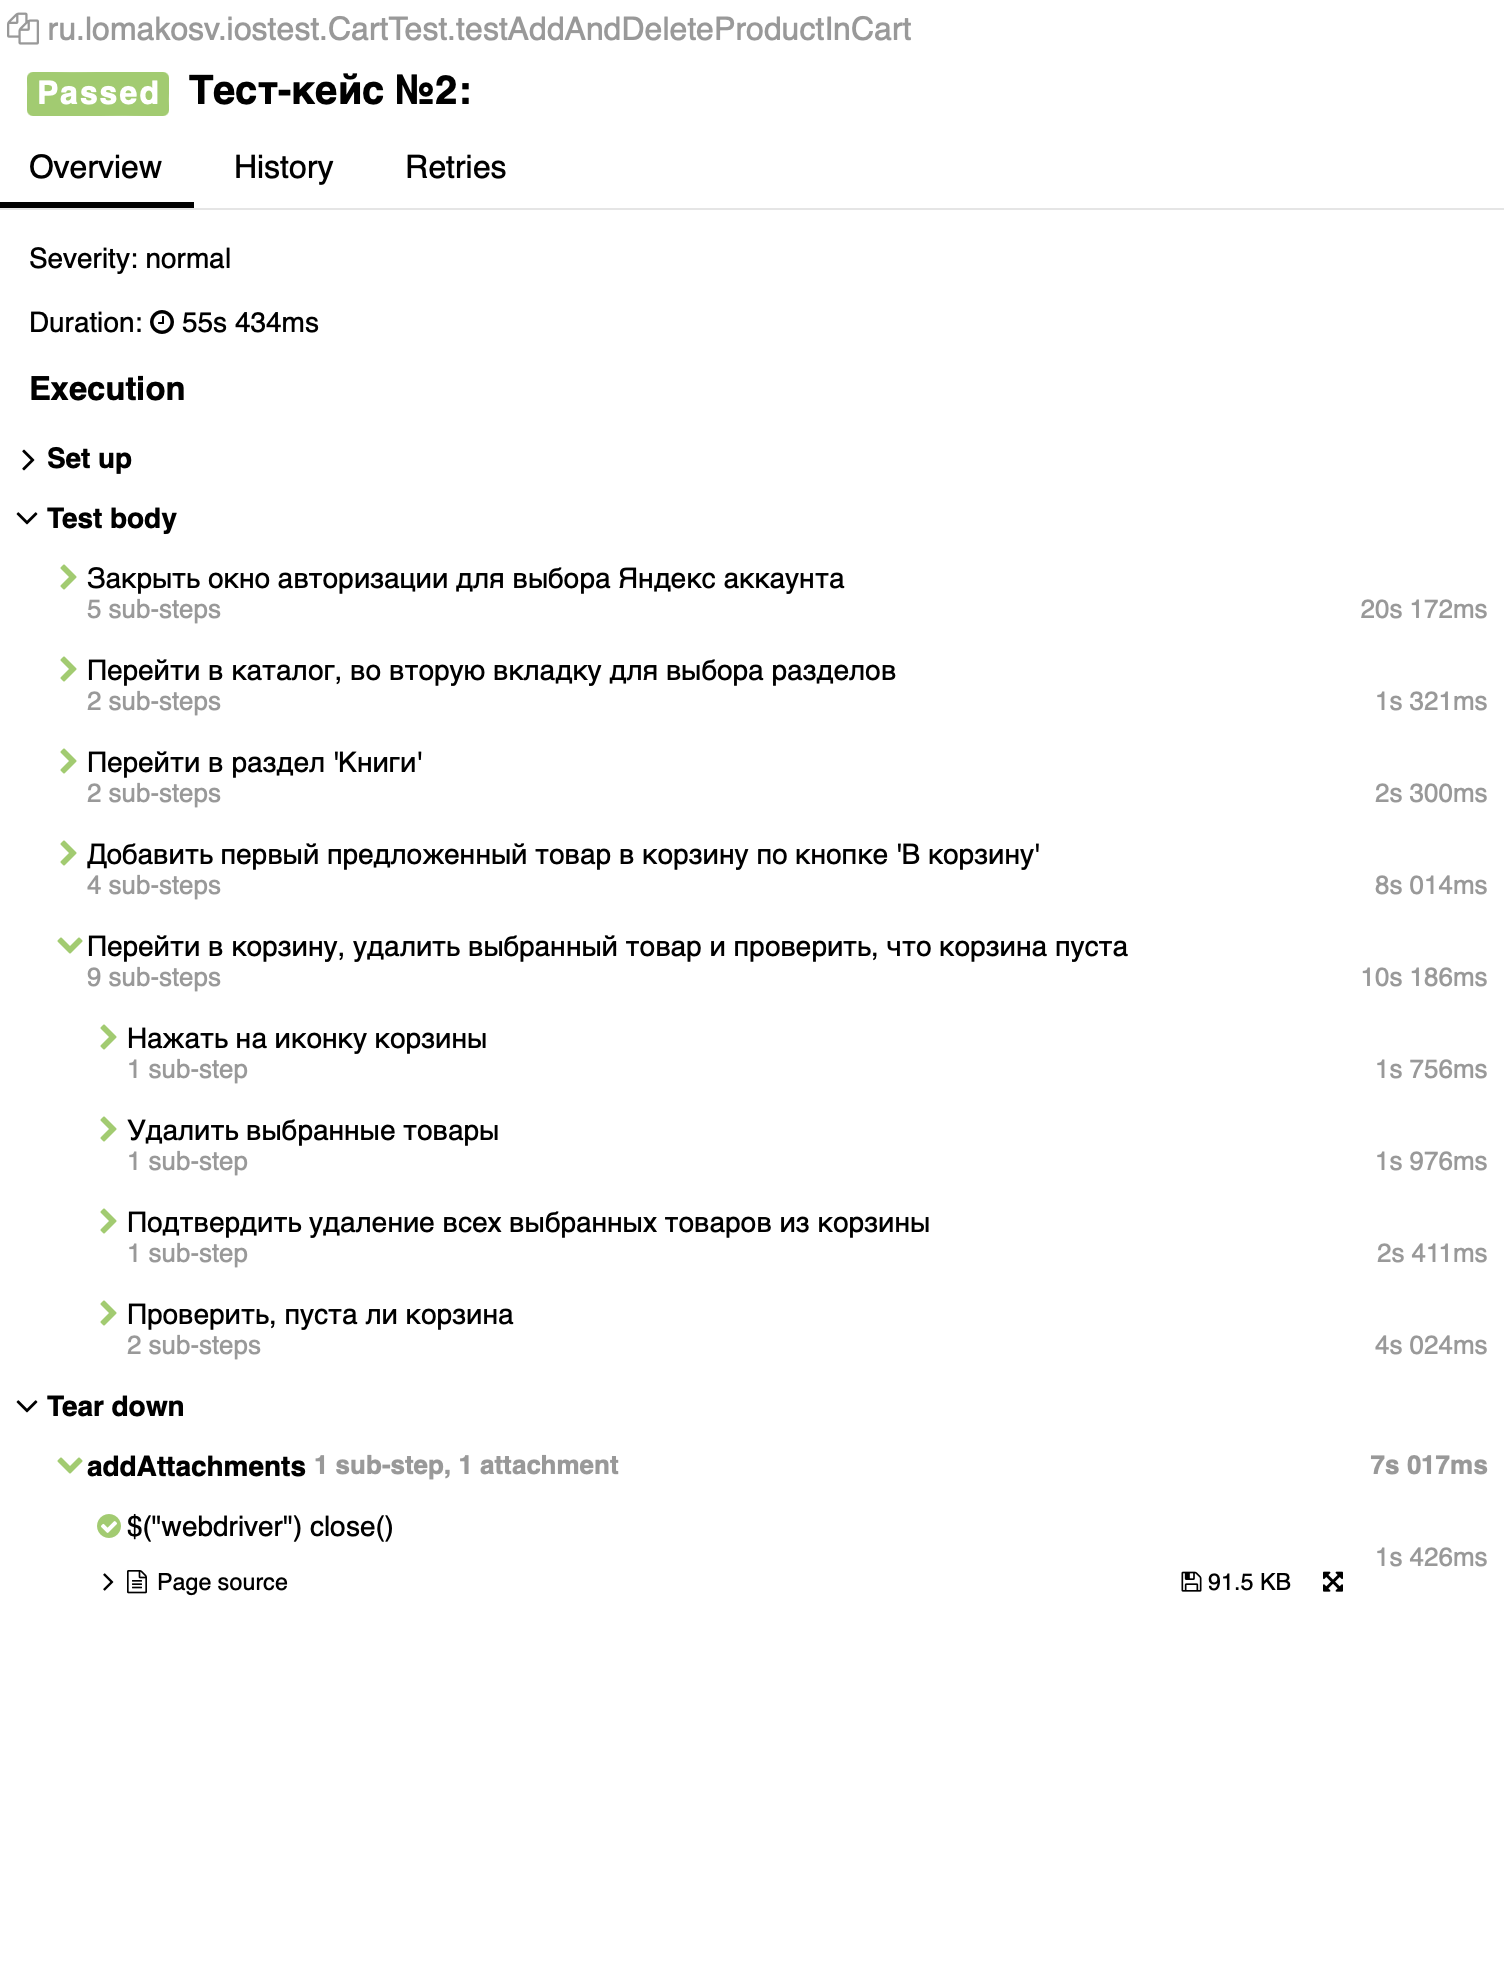 ru.lomakosv.iostest.CartTest.testAddAndDeleteProductInCart
Passed Тест-кейс №2:
Overview History Retries
Severity: normal
Duration: 55s 434ms
Execution
Set up
Test body
Закрыть окно авторизации для выбора Яндекс аккаунта
5 sub-steps 20s 172ms
Перейти в каталог, во вторую вкладку для выбора разделов
2 sub-steps 1s 321ms
Перейти в раздел 'Книги'
2 sub-steps 2s 300ms
Добавить первый предложенный товар в корзину по кнопке 'В корзину'
4 sub-steps 8s 014ms
Перейти в корзину, удалить выбранный товар и проверить, что корзина пуста
9 sub-steps 10s 186ms
Нажать на иконку корзины
1 sub-step 1s 756ms
Удалить выбранные товары
1 sub-step 1s 976ms
Подтвердить удаление всех выбранных товаров из корзины
1 sub-step 2s 411ms
Проверить, пуста ли корзина
2 sub-steps 4s 024ms
Tear down
addAttachments 1 sub-step, 1 attachment 7s 017ms
$("webdriver") close()
1s 426ms
Page source 91.5 KB